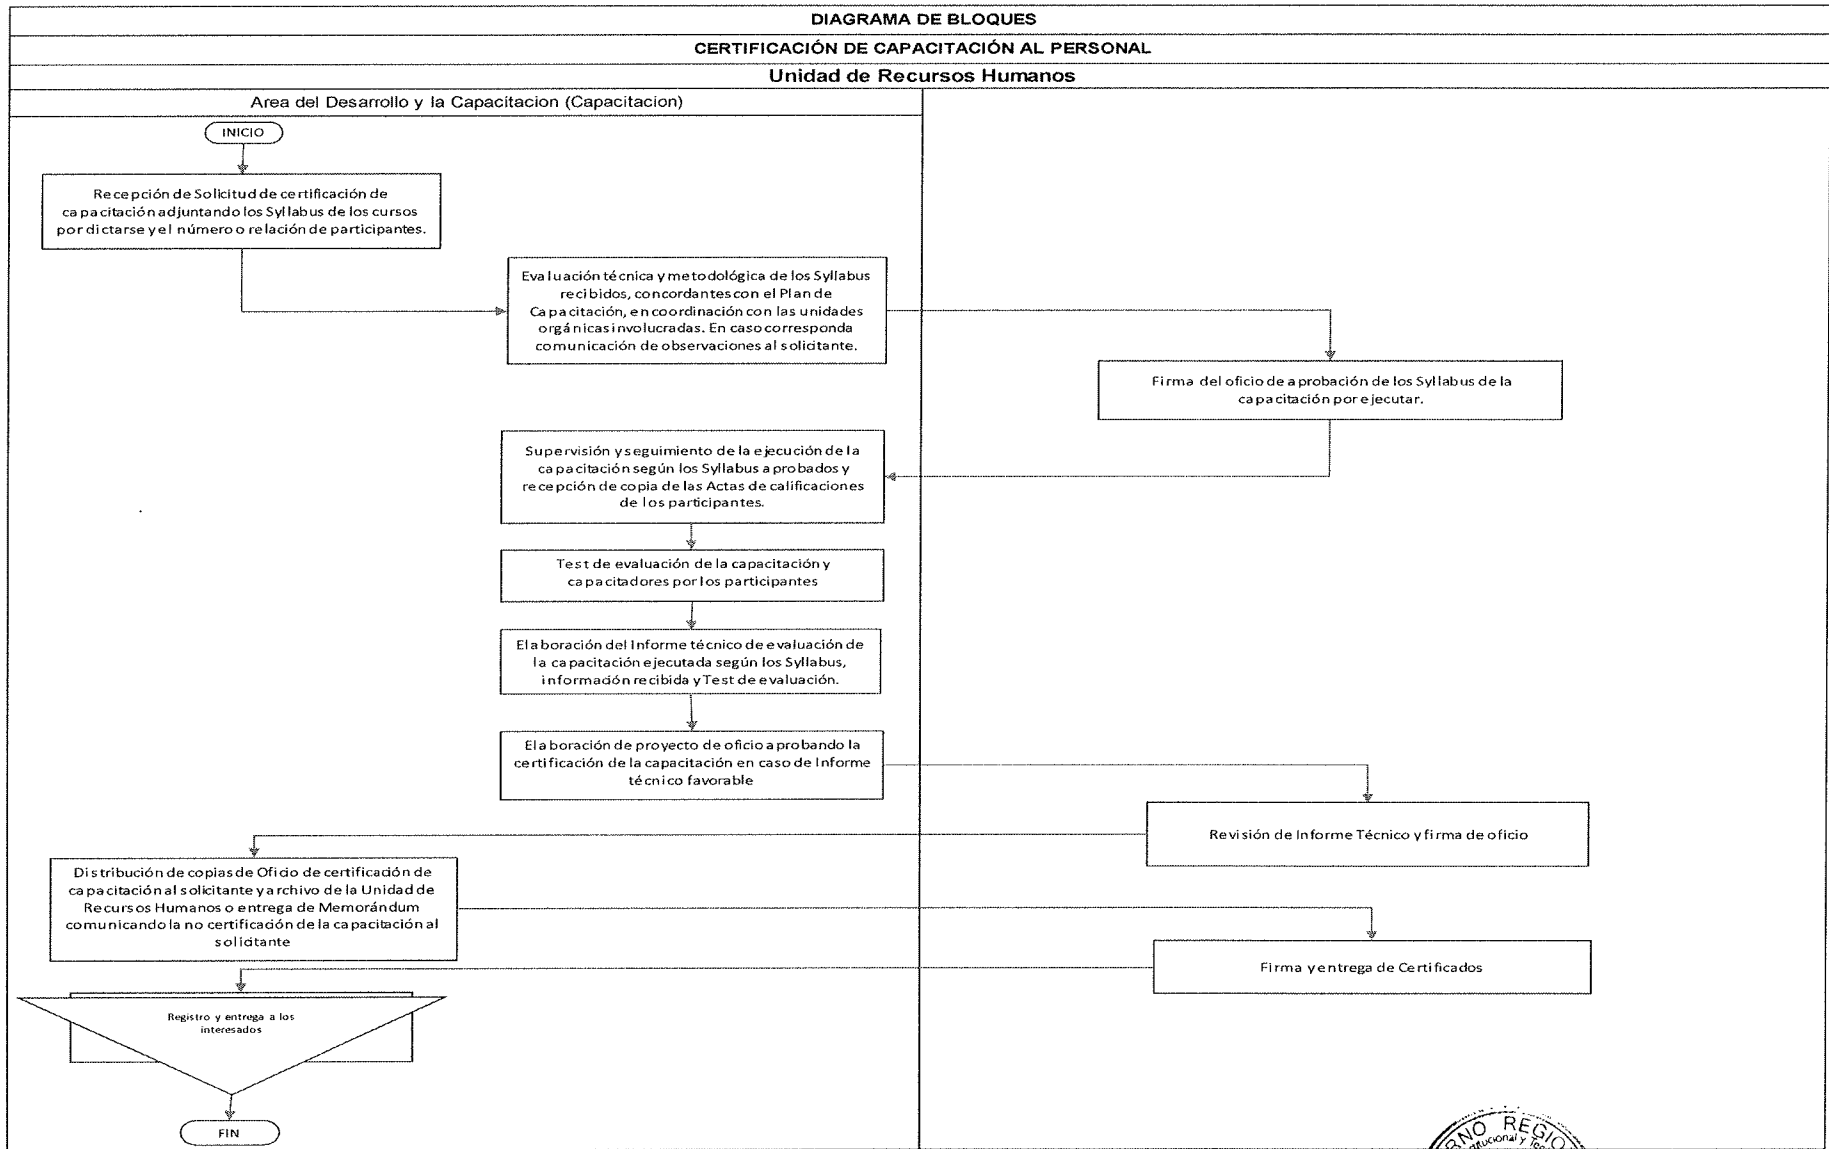 DIAGRAMA DE BLOQUES
CERTIFICACIÓN DE CAPACITACIÓN AL PERSONAL
Unidad de Recursos Humanos
Area del Desarrollo y la Capacitacion (Capacitacion)
INICIO
Recepción de Solicitud de certificación de
capacitación adjuntando los Syllabus de los cursos
por dictarse y el número o relación de participantes.
Evaluación técnica y metodológica de los Syllabus
recibidos, concordantes con el Plan de
Capacitación, en coordinación con las unidades
orgánicas involucradas. En caso corresponda
comunicación de observaciones al solicitante.
Firma del oficio de aprobación de los Syllabus de la
capacitación por ejecutar.
Supervisión y seguimiento de la ejecución de la
capacitación según los Syllabus aprobados y
recepción de copia de las Actas de calificaciones
de los participantes.
Test de evaluación de la capacitación y
capacitadores por los participantes
Elaboración del Informe técnico de evaluación de
la capacitación ejecutada según los Syllabus,
información recibida y Test de evaluación.
Elaboración de proyecto de oficio aprobando la
certificación de la capacitación en caso de Informe
técnico favorable
Revisión de Informe Técnico y firma de oficio
Distribución de copias de Oficio de certificación de
capacitación al solicitante y archivo de la Unidad de
Recursos Humanos o entrega de Memorándum
comunicando la no certificación de la capacitación al
solicitante
Firma y entrega de Certificados
Registro y entrega a los
interesados
FIN